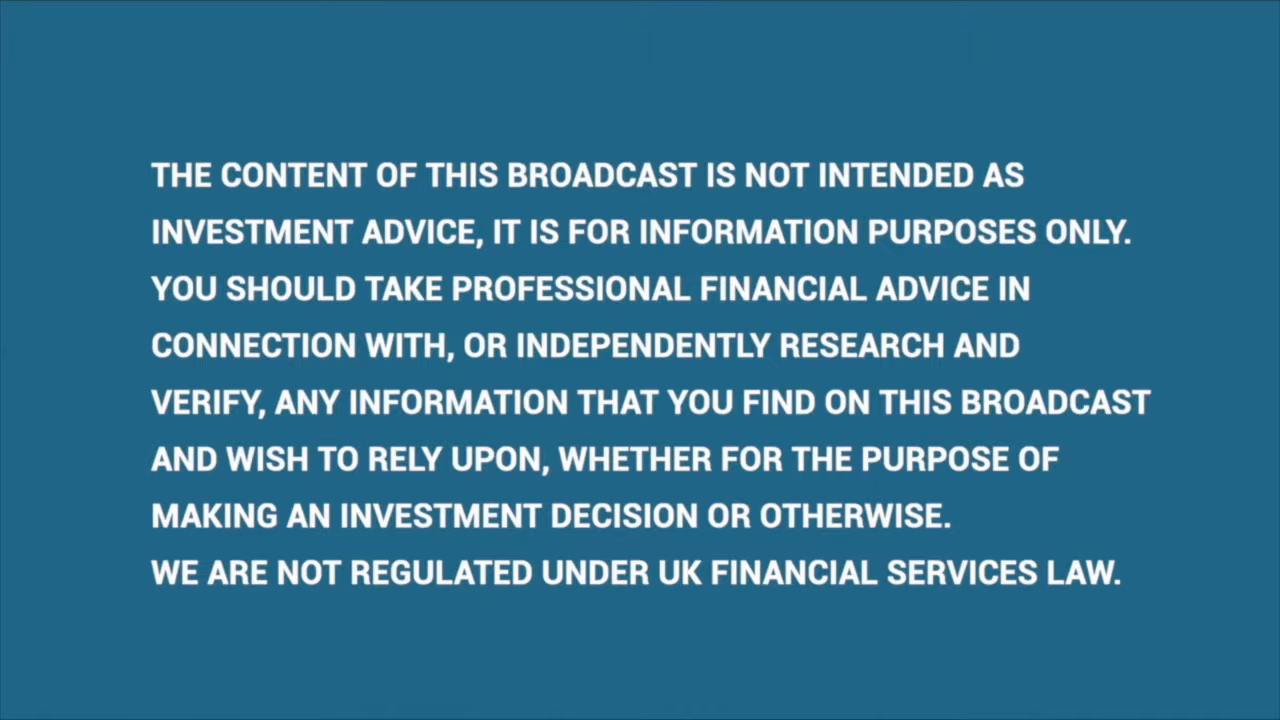 THE CONTENT OF THIS BROADCAST IS NOT INTENDED AS
INVESTMENT ADVICE, IT IS FOR INFORMATION PURPOSES ONLY.
YOU SHOULD TAKE PROFESSIONAL FINANCIAL ADVICE IN
CONNECTION WITH, OR INDEPENDENTLY RESEARCH AND
VERIFY, ANY INFORMATION THAT YOU FIND ON THIS BROADCAST
AND WISH TO RELY UPON, WHETHER FOR THE PURPOSE OF
MAKING AN INVESTMENT DECISION OR OTHERWISE.
WE ARE NOT REGULATED UNDER UK FINANCIAL SERVICES LAW.